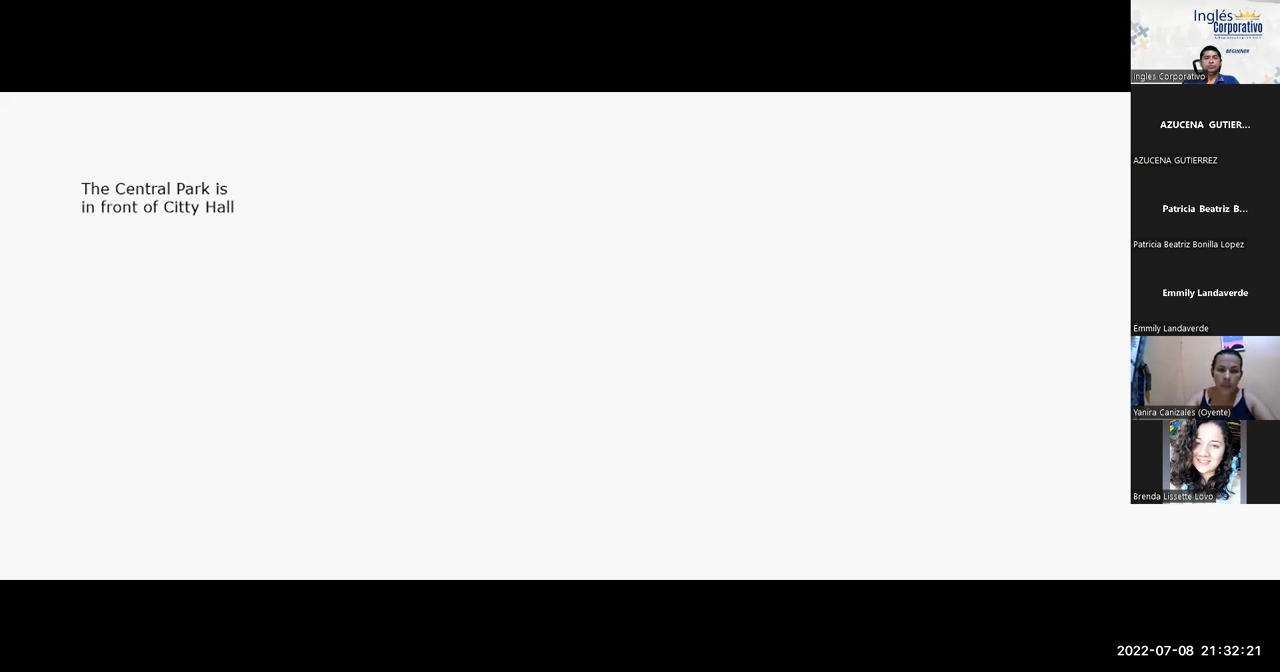 Inglés
Corporativo
BEGINNER
Ingles Corporativo
AZUCENA GUTIER...
AZUCENA GUTIERREZ
Patricia Beatriz B...
Patricia Beatriz Bonilla Lopez
Emmily Landaverde
Emmily Landaverde
Yanira Canizales (Oyente)
Brenda Lissette Lovo
The Central Park is
in front of Citty Hall
2022-07-08 21:32:21